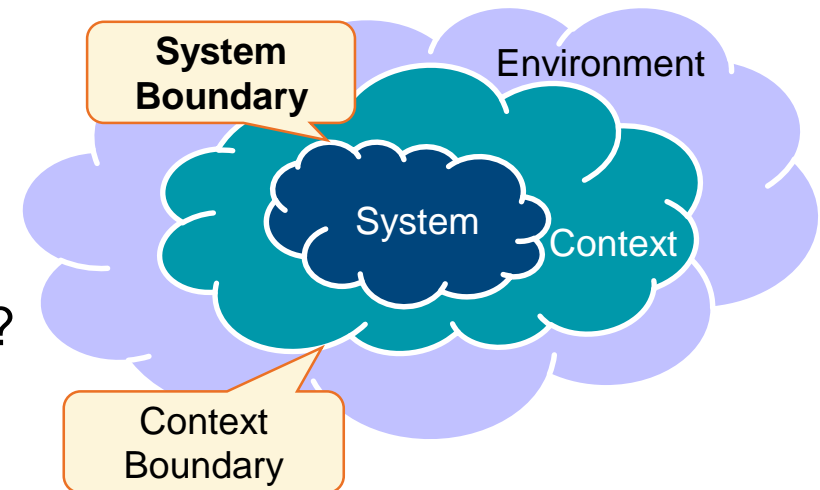 System
Boundary
Environment
System
Context
?
Context
Boundary